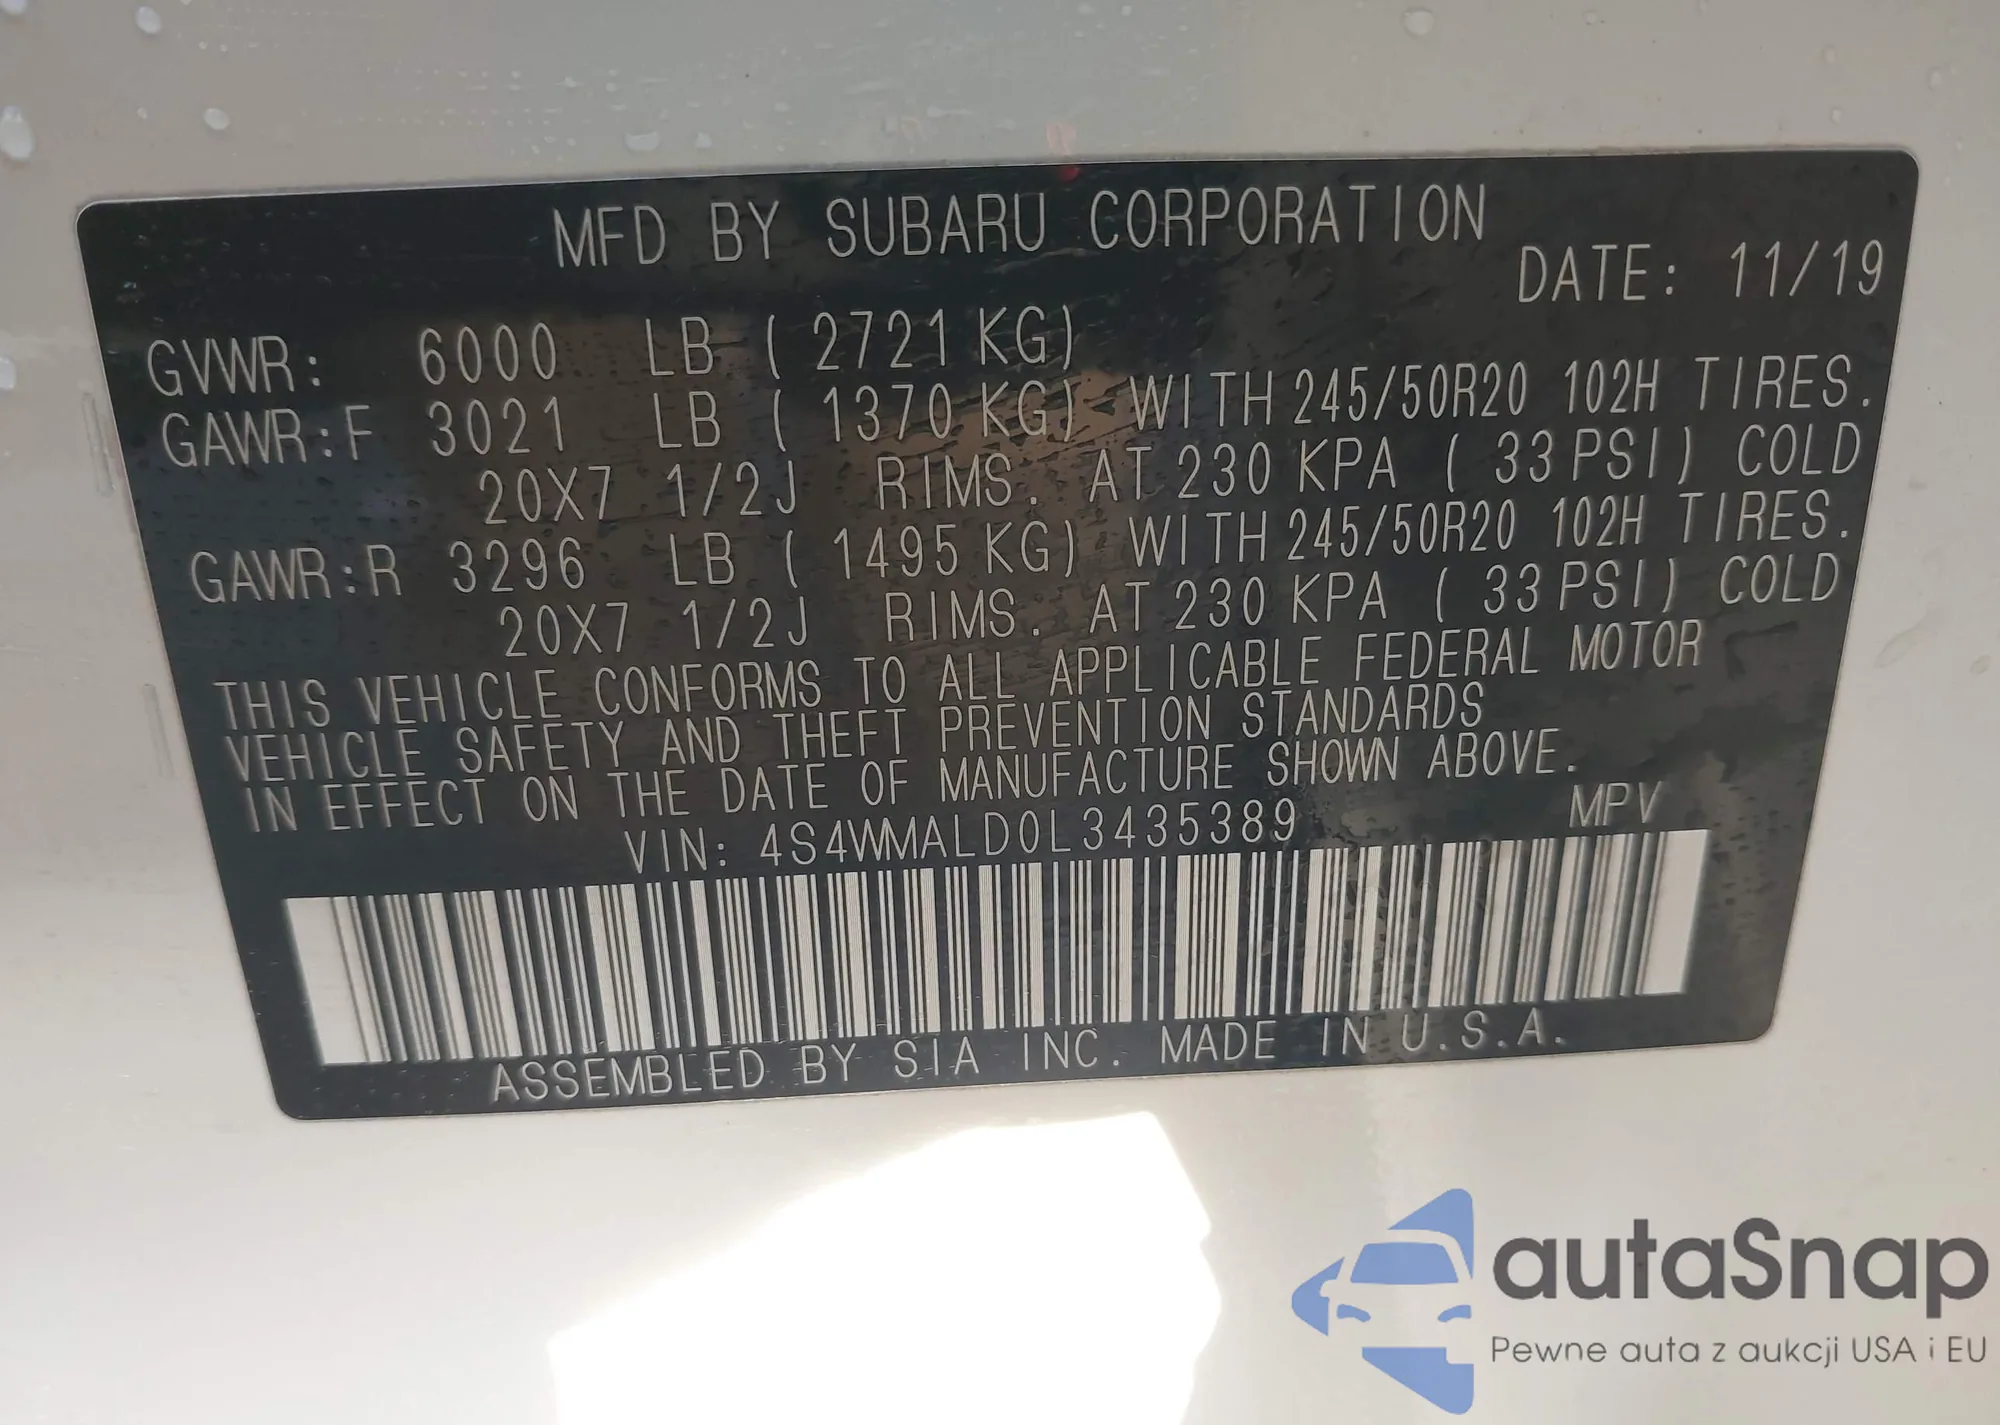 MFD BY SUBARU CORPORATION
DATE: 11/19
GVWR: 6000 LB ( 2721 KG)
GAWR:F 3021 LB ( 1370 KG) WITH 245/50R20 102H TIRES.
20X7 1/2J RIMS. AT 230 KPA ( 33 PSI) COLD
GAWR:R 3296 LB ( 1495 KG) WITH 245/50R20 102H TIRES.
20X7 1/2J RIMS. AT 230 KPA ( 33 PSI) COLD
THIS VEHICLE CONFORMS TO ALL APPLICABLE FEDERAL MOTOR
VEHICLE SAFETY AND THEFT PREVENTION STANDARDS
IN EFFECT ON THE DATE OF MANUFACTURE SHOWN ABOVE.
VIN: 4S4WMALD0L3435389 MPV
ASSEMBLED BY SIA INC. MADE IN U.S.A.
autaSnap
Pewne auta z aukcji USA i EU